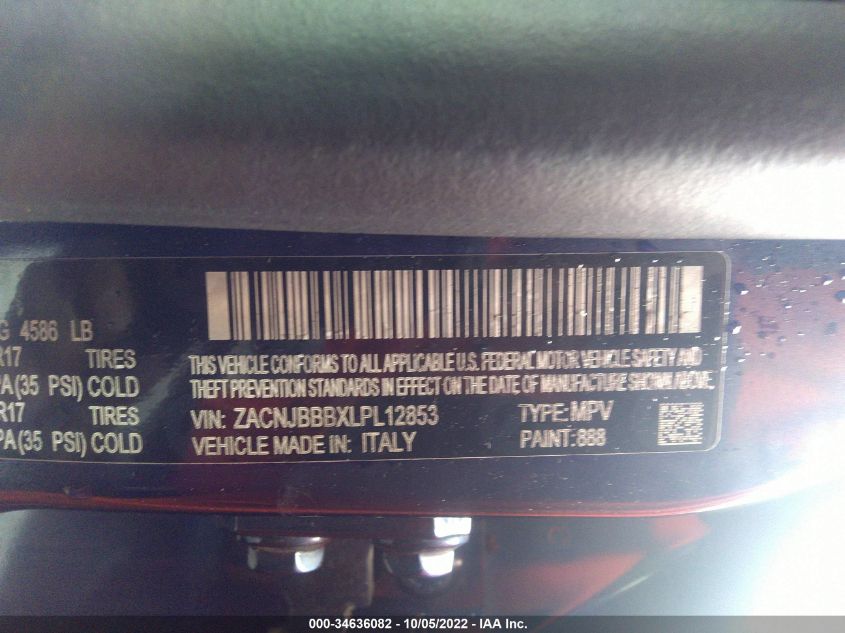 G 4586 LB
R17 TIRES
PA(35 PSI) COLD
R17 TIRES
PA(35 PSI) COLD
THIS VEHICLE CONFORMS TO ALL APPLICABLE U.S. FEDERAL MOTOR VEHICLE SAFETY AND
THEFT PREVENTION STANDARDS IN EFFECT ON THE DATE OF MANUFACTURE SHOWN ABOVE.
VIN: ZACNJBBBXLPL12853 TYPE: MPV
VEHICLE MADE IN: ITALY PAINT: 888
000-34636082 - 10/05/2022 - IAA Inc.